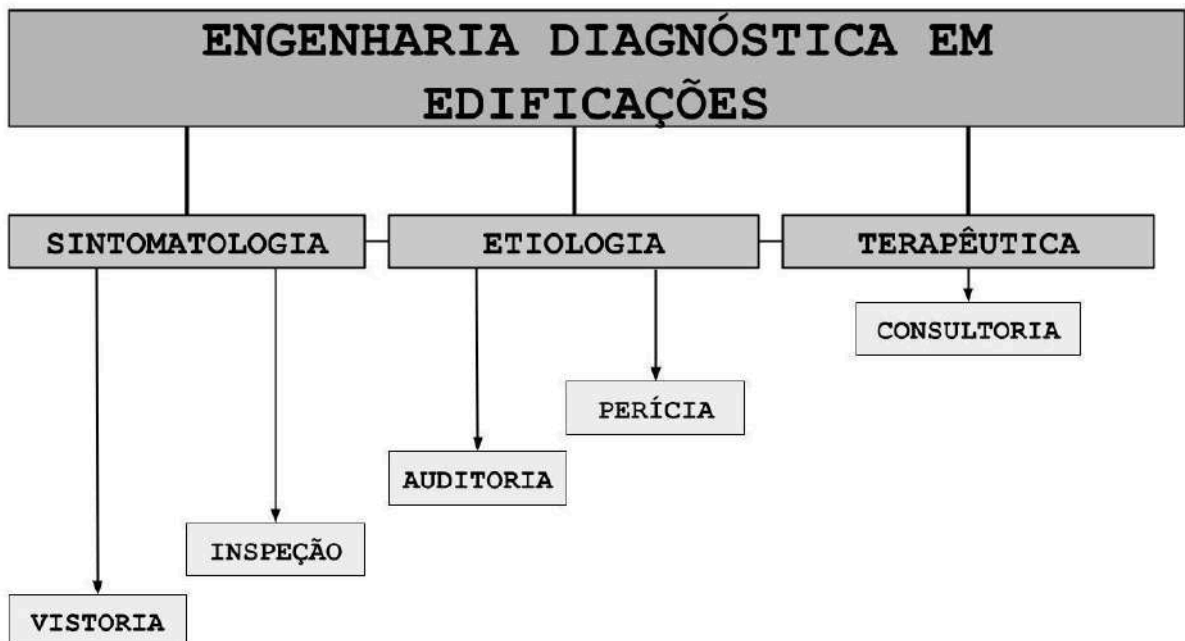 ENGENHARIA DIAGNÓSTICA EM
EDIFICAÇÕES
SINTOMATOLOGIA
ETIOLOGIA
TERAPÊUTICA
CONSULTORIA
PERÍCIA
AUDITORIA
INSPEÇÃO
VISTORIA